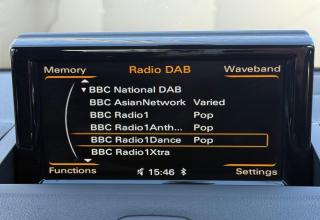 Memory Radio DAB Waveband
BBC National DAB
BBC AsianNetwork Varied
BBC Radio1 Pop
BBC Radio1Anth... Pop
BBC Radio1Dance Pop
BBC Radio1Xtra
Functions 15:46 Settings